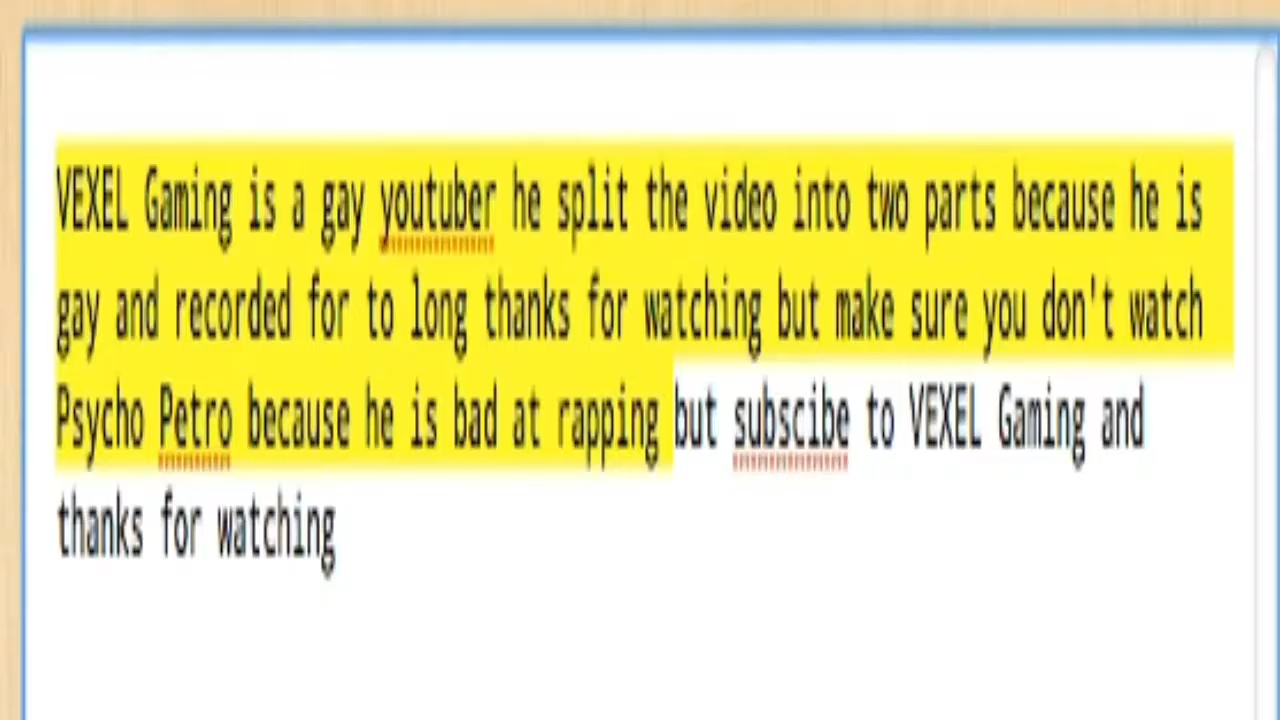 VEXEL Gaming is a gay youtuber he split the video into two parts because he is
gay and recorded for to long thanks for watching but make sure you don't watch
Psycho Petro because he is bad at rapping but subscibe to VEXEL Gaming and
thanks for watching